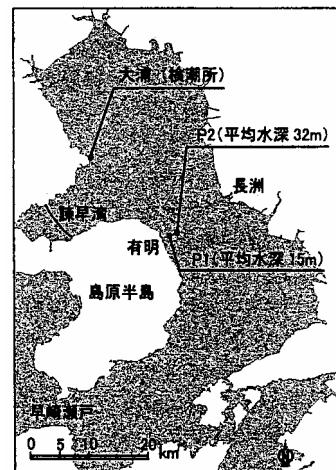 大浦（検潮所）
P2(平均水深 32m)
長洲
諫早湾
有明
P1(平均水深 15m)
島原半島
早崎瀬戸
0 5 10 20 km